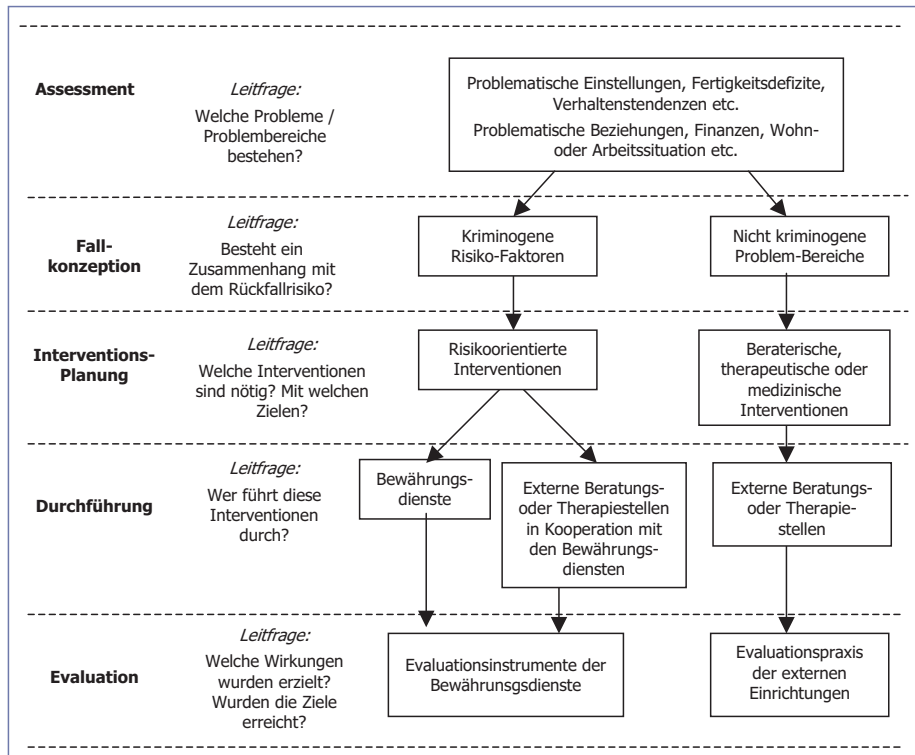 Assessment
Leitfrage:
Welche Probleme /
Problembereiche
bestehen?
Problematische Einstellungen, Fertigkeitsdefizite,
Verhaltenstendenzen etc.
Problematische Beziehungen, Finanzen, Wohn-
oder Arbeitssituation etc.
Fall-
konzeption
Leitfrage:
Besteht ein
Zusammenhang mit
dem Rückfallrisiko?
Kriminogene
Risiko-Faktoren
Nicht kriminogene
Problem-Bereiche
Interventions-
Planung
Leitfrage:
Welche Interventionen
sind nötig? Mit welchen
Zielen?
Risikoorientierte
Interventionen
Beraterische,
therapeutische oder
medizinische
Interventionen
Durchführung
Leitfrage:
Wer führt diese
Interventionen
durch?
Bewährungs-
dienste
Externe Beratungs-
oder Therapiestellen
in Kooperation mit
den Bewährungs-
diensten
Externe Beratungs-
oder Therapie-
stellen
Evaluation
Leitfrage:
Welche Wirkungen
wurden erzielt?
Wurden die Ziele
erreicht?
Evaluationsinstrumente der
Bewährunsgsdienste
Evaluationspraxis
der externen
Einrichtungen